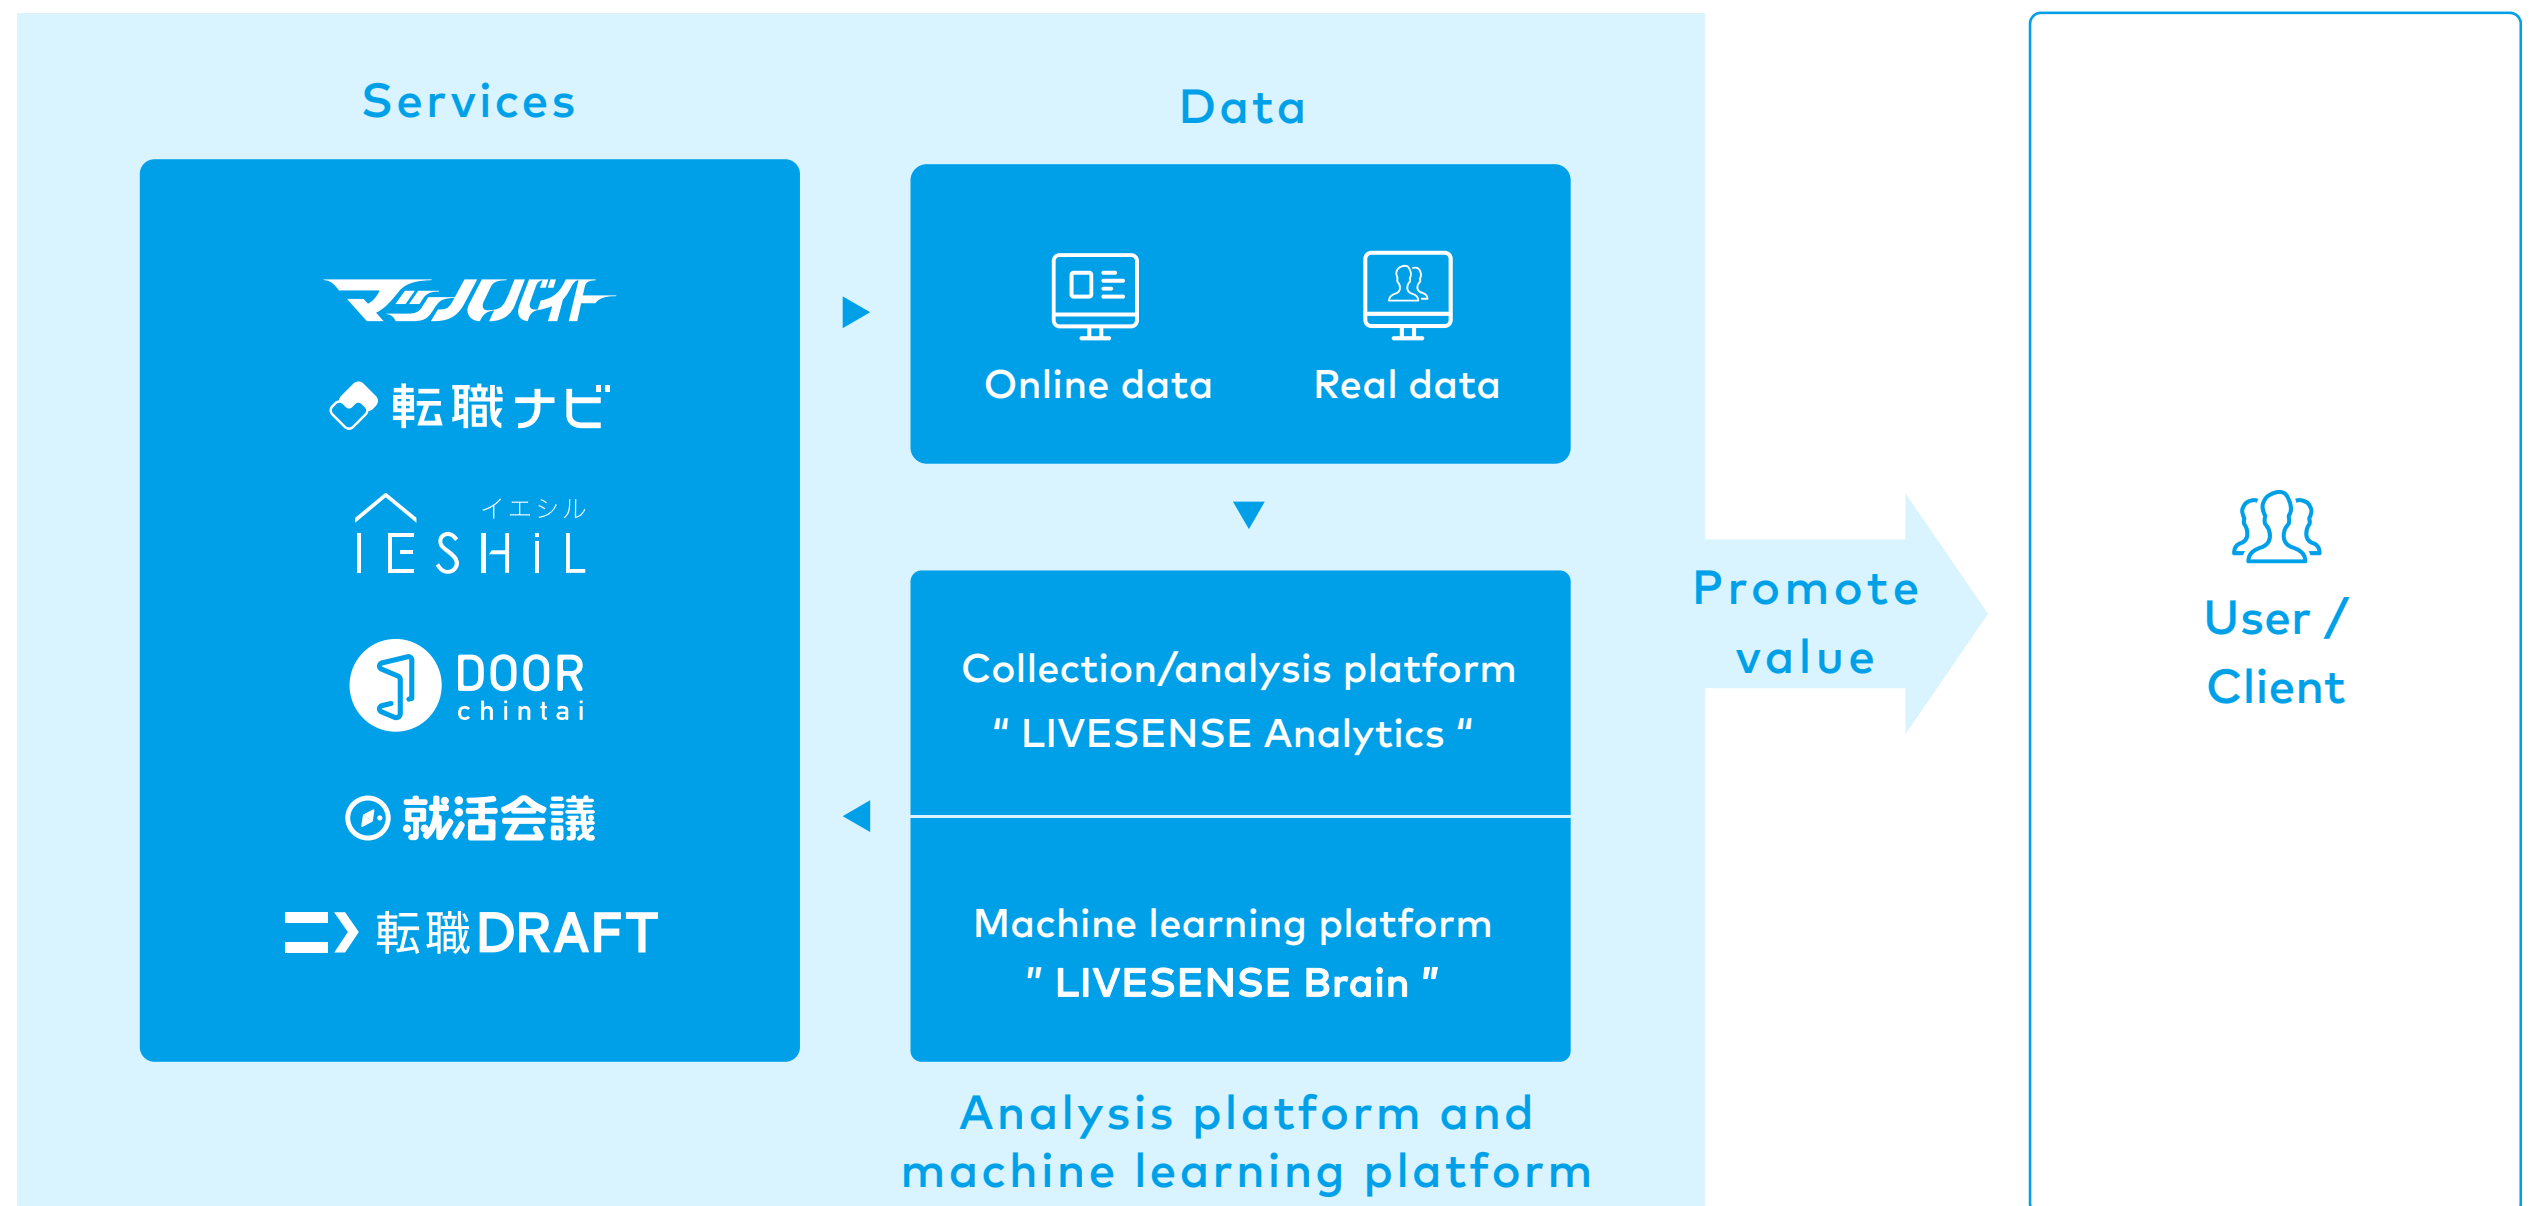 Services
マッハバイト
転職ナビ
イエシル
IESHiL
DOOR
chintai
就活会議
転職DRAFT
Data
Online data
Real data
Collection/analysis platform
“ LIVESENSE Analytics “
Machine learning platform
” LIVESENSE Brain ”
Analysis platform and
machine learning platform
Promote
value
User /
Client